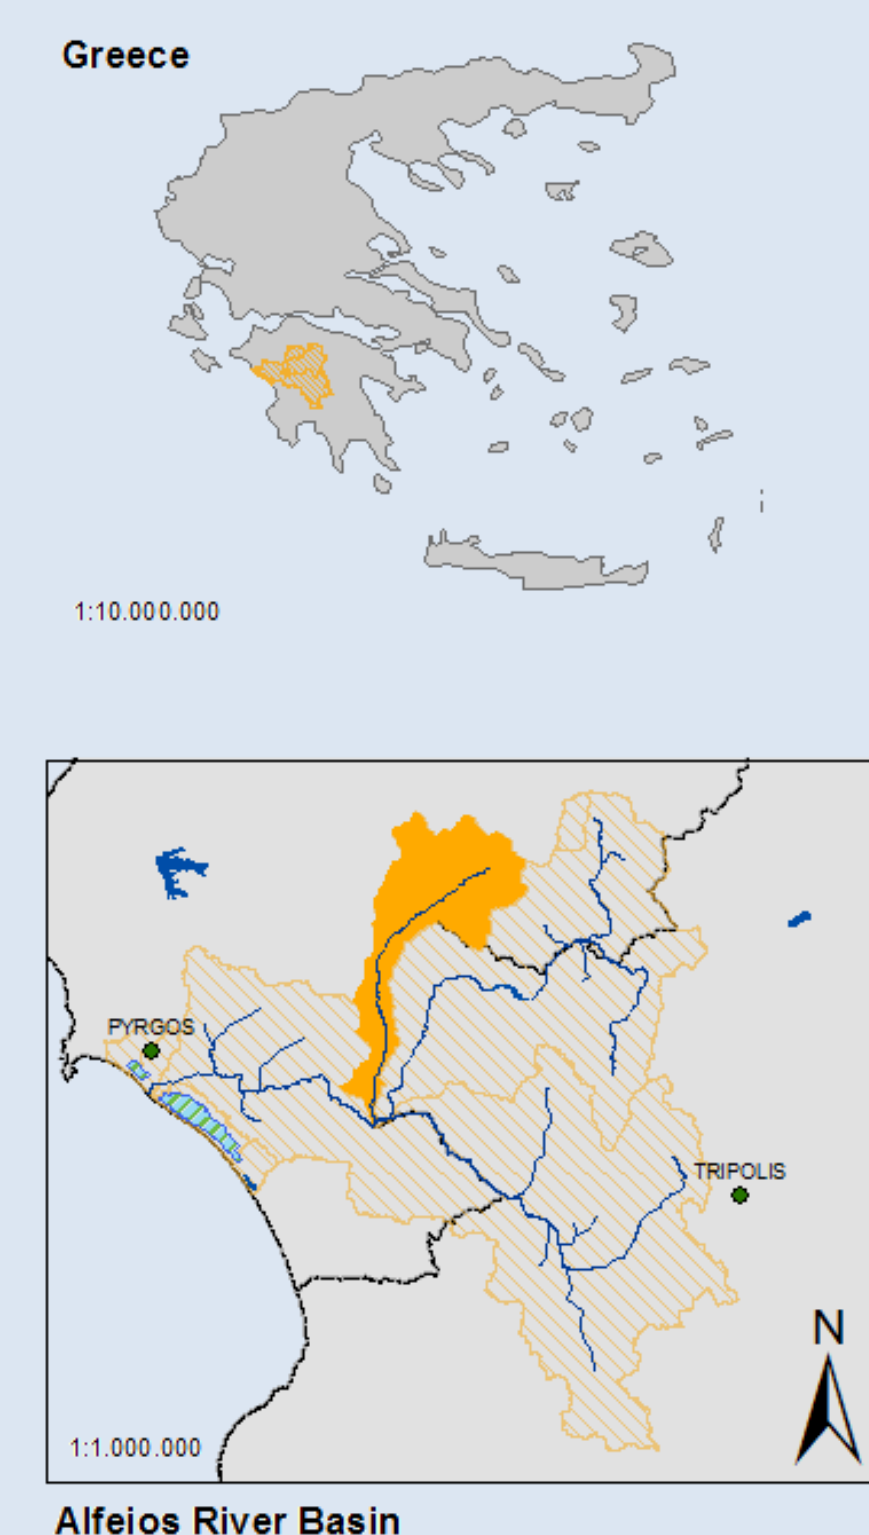 Greece
1:10.000.000
PYRGOS
TRIPOLIS
N
1:1.000.000
Alfeios River Basin